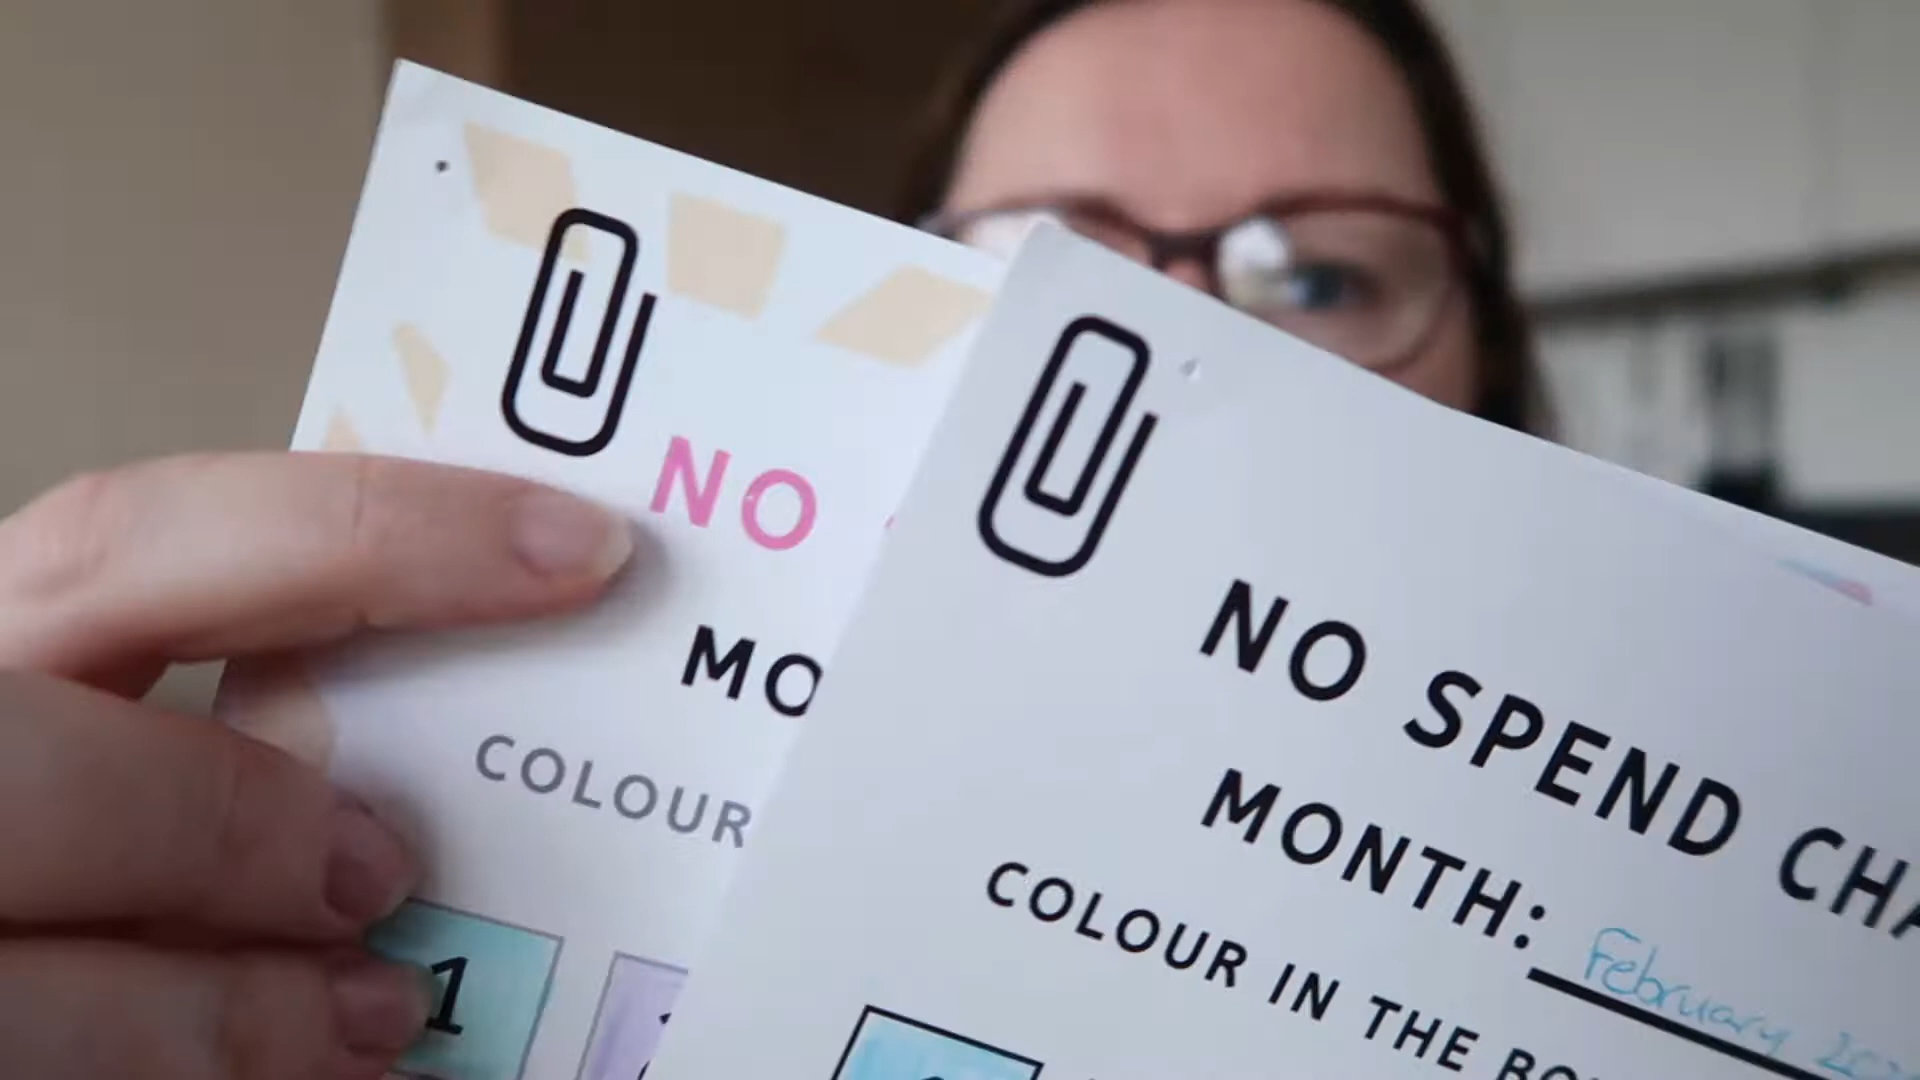 NO
MO
COLOUR
1
NO SPEND CHA
MONTH: February
COLOUR IN THE BO